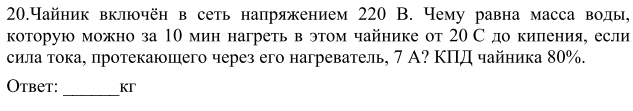 20.Чайник включён в сеть напряжением 220 В. Чему равна масса воды,
которую можно за 10 мин нагреть в этом чайнике от 20 С до кипения, если
сила тока, протекающего через его нагреватель, 7 А? КПД чайника 80%.
Ответ: ______кг